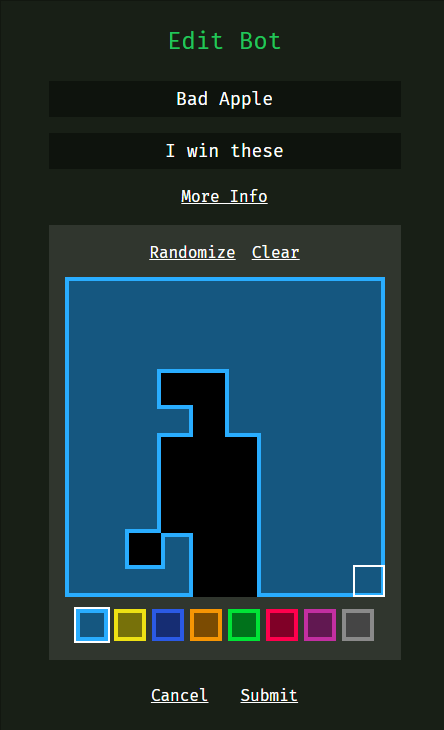 Edit Bot
Bad Apple
I win these
More Info
Randomize Clear
Cancel Submit